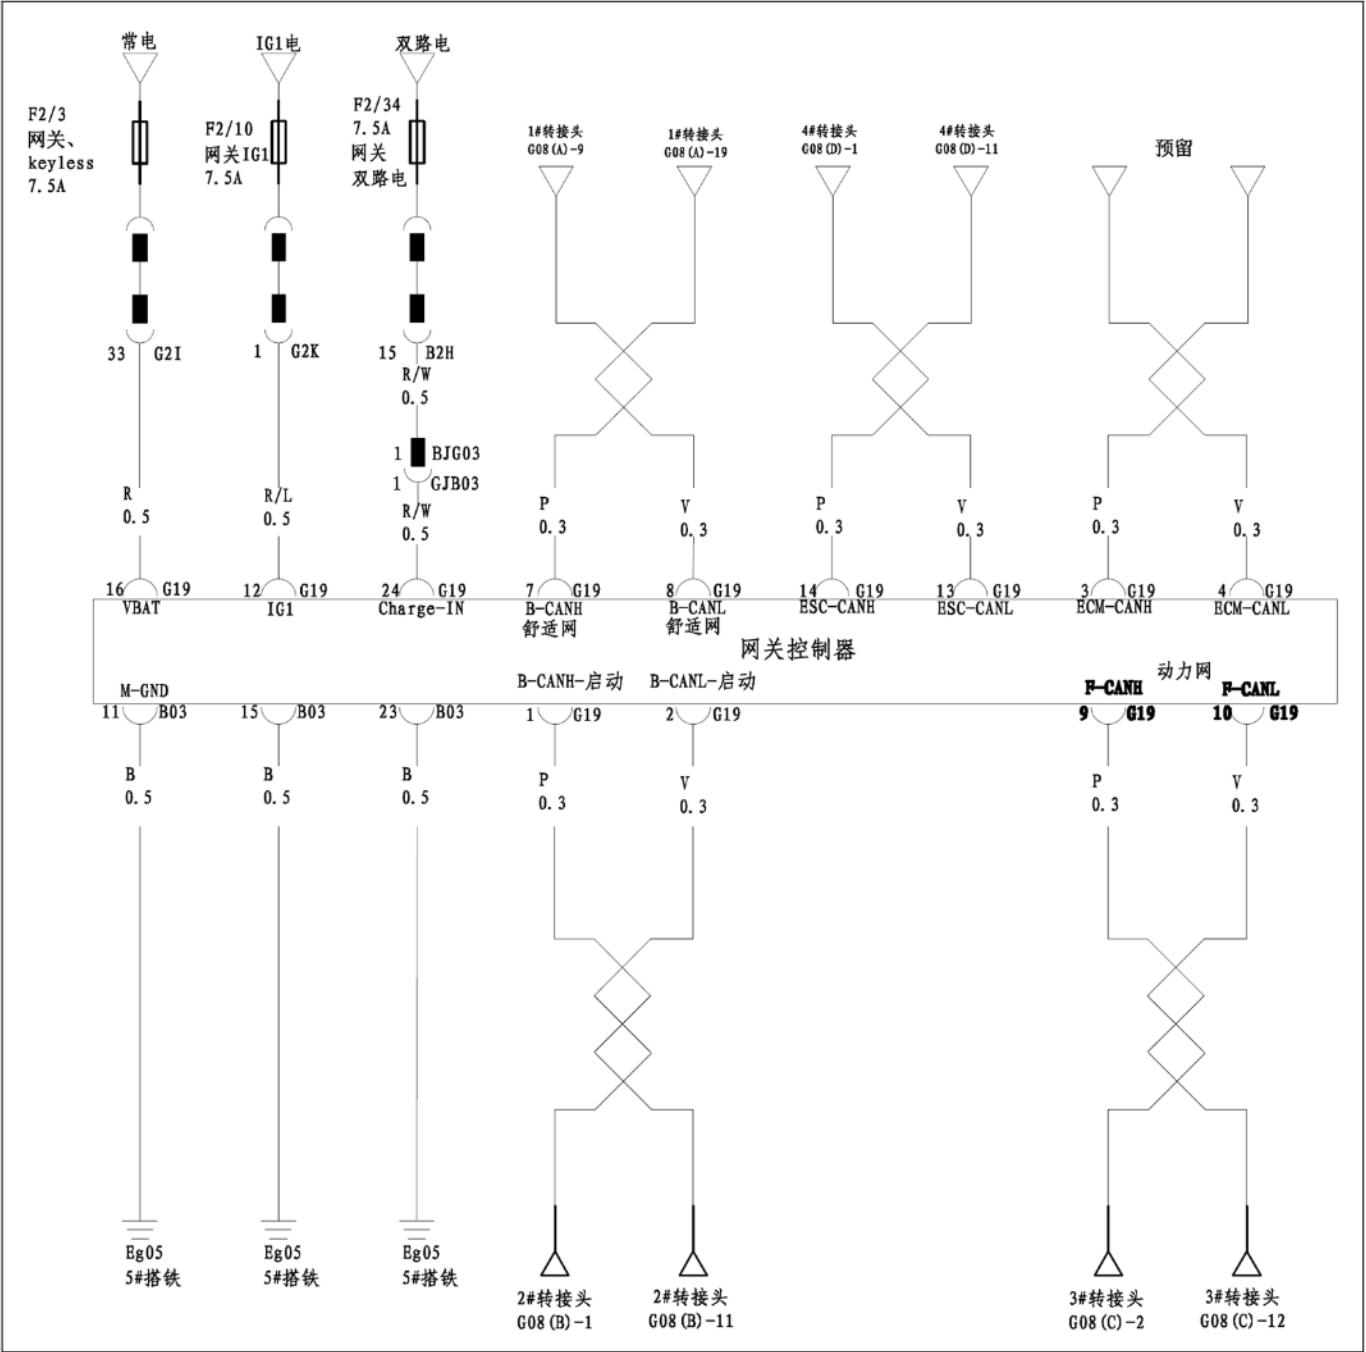 常电
IG1电
双路电
F2/3
网关、
keyless
7.5A
F2/10
网关IG1
7.5A
F2/34
7.5A
网关
双路电
1#转接头
G08(A)-9
1#转接头
G08(A)-19
4#转接头
G08(D)-1
4#转接头
G08(D)-11
预留
33 G2I
1 G2K
15 B2H
R/W
0.5
1 BJG03
1 GJB03
R
0.5
R/L
0.5
R/W
0.5
P
0.3
V
0.3
P
0.3
V
0.3
P
0.3
V
0.3
16 G19
VBAT
12 G19
IG1
24 G19
Charge-IN
7 G19
B-CANH
舒适网
8 G19
B-CANL
舒适网
14 G19
ESC-CANH
13 G19
ESC-CANL
3 G19
ECM-CANH
4 G19
ECM-CANL
网关控制器
动力网
M-GND
B-CANH-启动
B-CANL-启动
F-CANH
F-CANL
11 B03
15 B03
23 B03
1 G19
2 G19
9 G19
10 G19
B
0.5
B
0.5
B
0.5
P
0.3
V
0.3
P
0.3
V
0.3
Eg05
5#搭铁
Eg05
5#搭铁
Eg05
5#搭铁
2#转接头
G08(B)-1
2#转接头
G08(B)-11
3#转接头
G08(C)-2
3#转接头
G08(C)-12